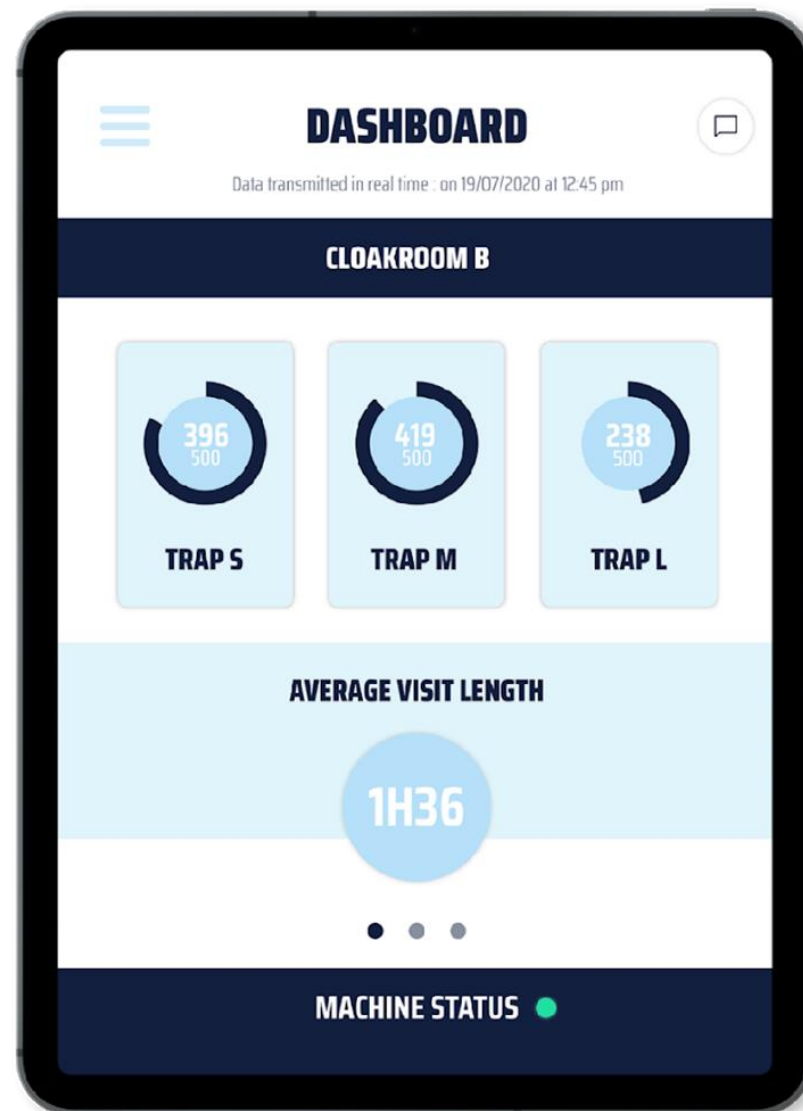 DASHBOARD
Data transmitted in real time : on 19/07/2020 at 12:45 pm
CLOAKROOM B
396
500
TRAP S
419
500
TRAP M
238
500
TRAP L
AVERAGE VISIT LENGTH
1H36
MACHINE STATUS